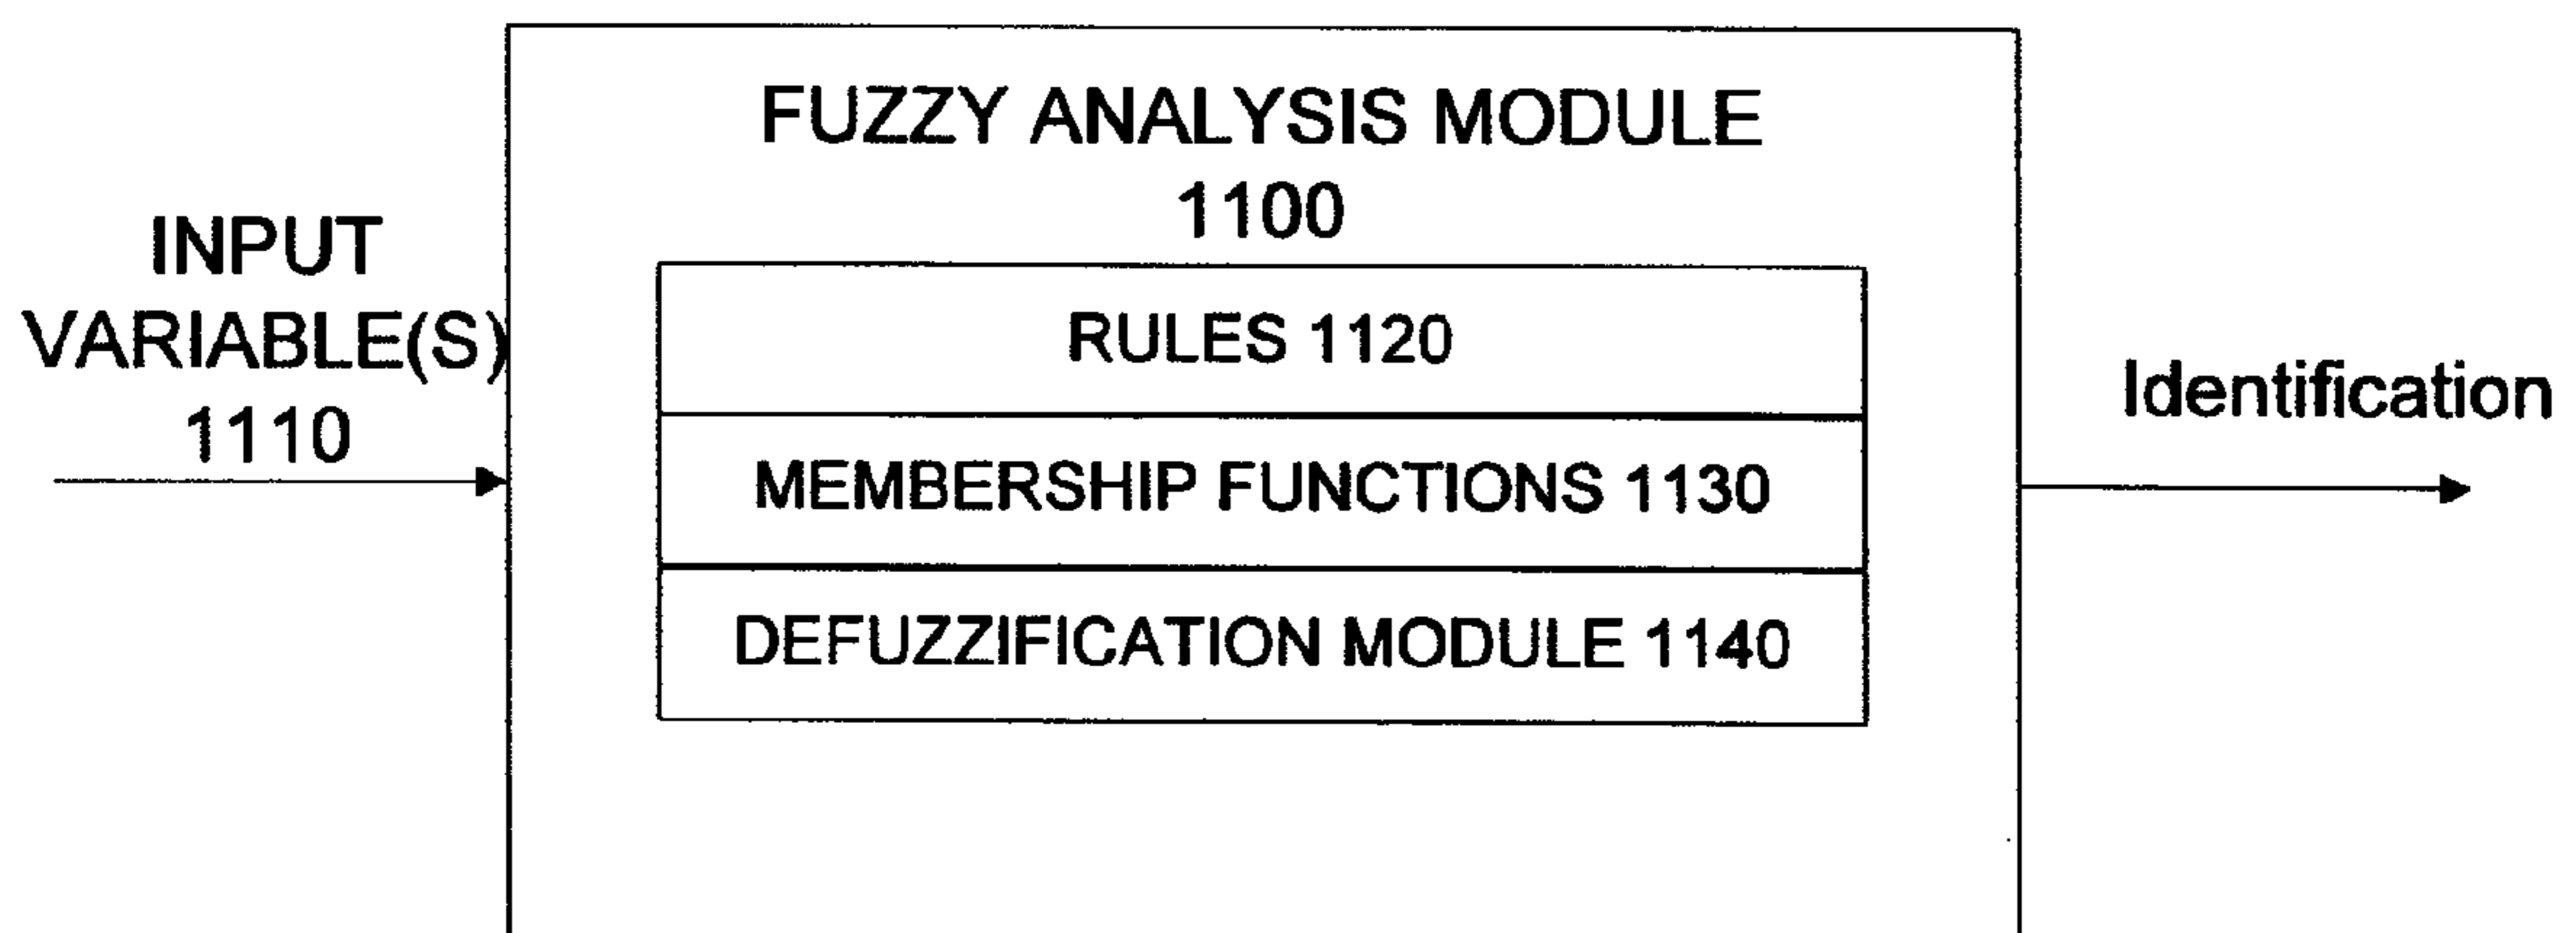 FUZZY ANALYSIS MODULE
1100
INPUT
VARIABLE(S)
1110
RULES 1120
MEMBERSHIP FUNCTIONS 1130
DEFUZZIFICATION MODULE 1140
Identification